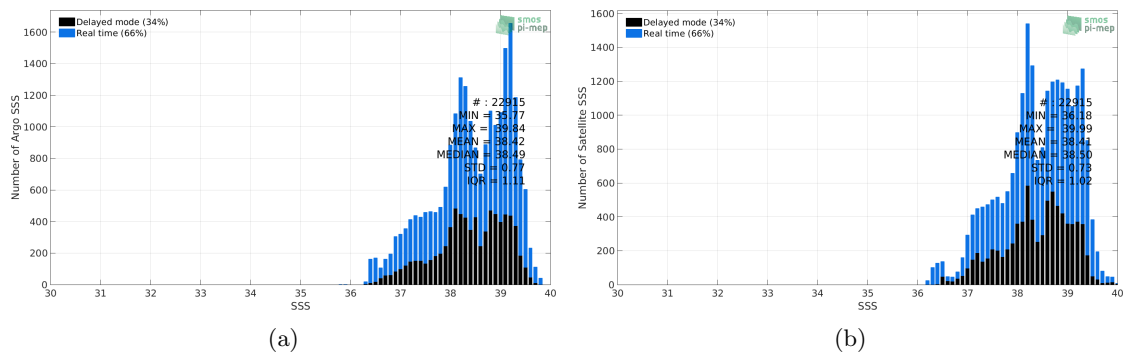 Delayed mode (34%)
Real time (66%)
smos
pi-mep
1600
1400
1200
1000
800
600
400
200
0
Number of Argo SSS
# : 22915
MIN = 35.77
MAX = 39.84
MEAN = 38.42
MEDIAN = 38.49
STD = 0.77
IQR = 1.11
30 31 32 33 34 35 36 37 38 39 40
SSS
(a)
Delayed mode (34%)
Real time (66%)
smos
pi-mep
1600
1400
1200
1000
800
600
400
200
0
Number of Satellite SSS
# : 22915
MIN = 36.18
MAX = 39.99
MEAN = 38.41
MEDIAN = 38.50
STD = 0.73
IQR = 1.02
30 31 32 33 34 35 36 37 38 39 40
SSS
(b)